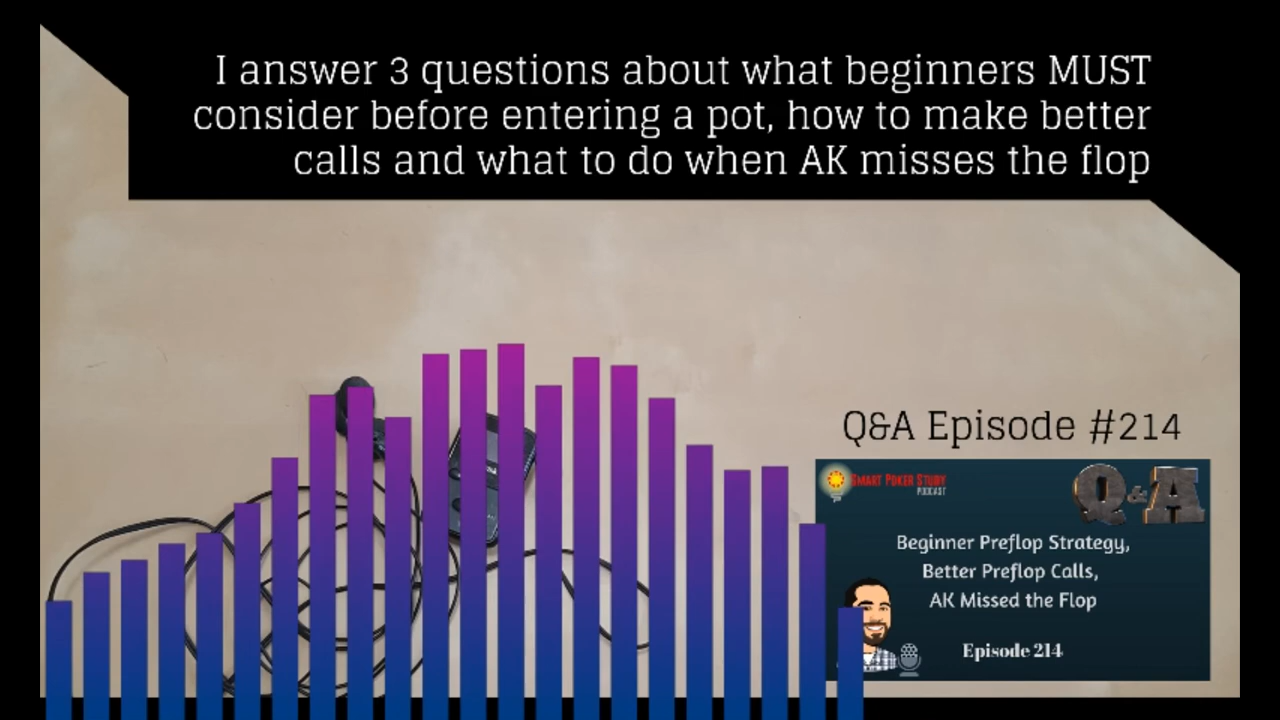 I answer 3 questions about what beginners MUST
consider before entering a pot, how to make better
calls and what to do when AK misses the flop
Q&A Episode #214
SMART POKER STUDY
PODCAST
Q&A
Beginner Preflop Strategy,
Better Preflop Calls,
AK Missed the Flop
Episode 214